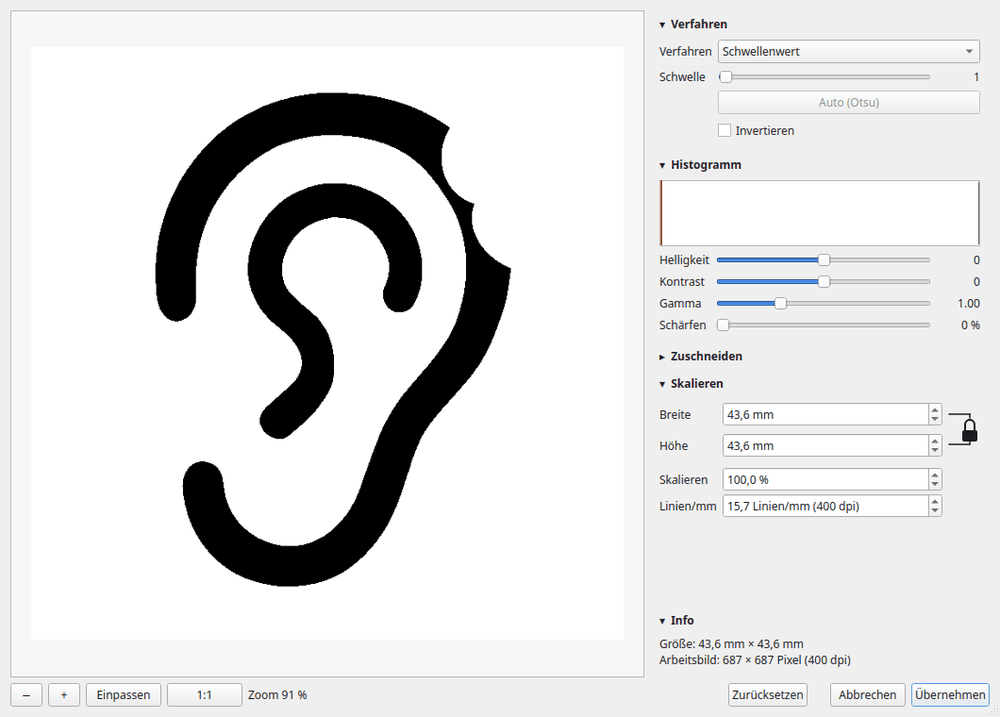 Verfahren
Verfahren Schwellenwert
Schwelle 1
Auto (Otsu)
Invertieren
Histogramm
Helligkeit 0
Kontrast 0
Gamma 1.00
Schärfen 0 %
Zuschneiden
Skalieren
Breite 43,6 mm
Höhe 43,6 mm
Skalieren 100,0 %
Linien/mm 15,7 Linien/mm (400 dpi)
Info
Größe: 43,6 mm × 43,6 mm
Arbeitsbild: 687 × 687 Pixel (400 dpi)
− + Einpassen 1:1 Zoom 91 % Zurücksetzen Abbrechen Übernehmen